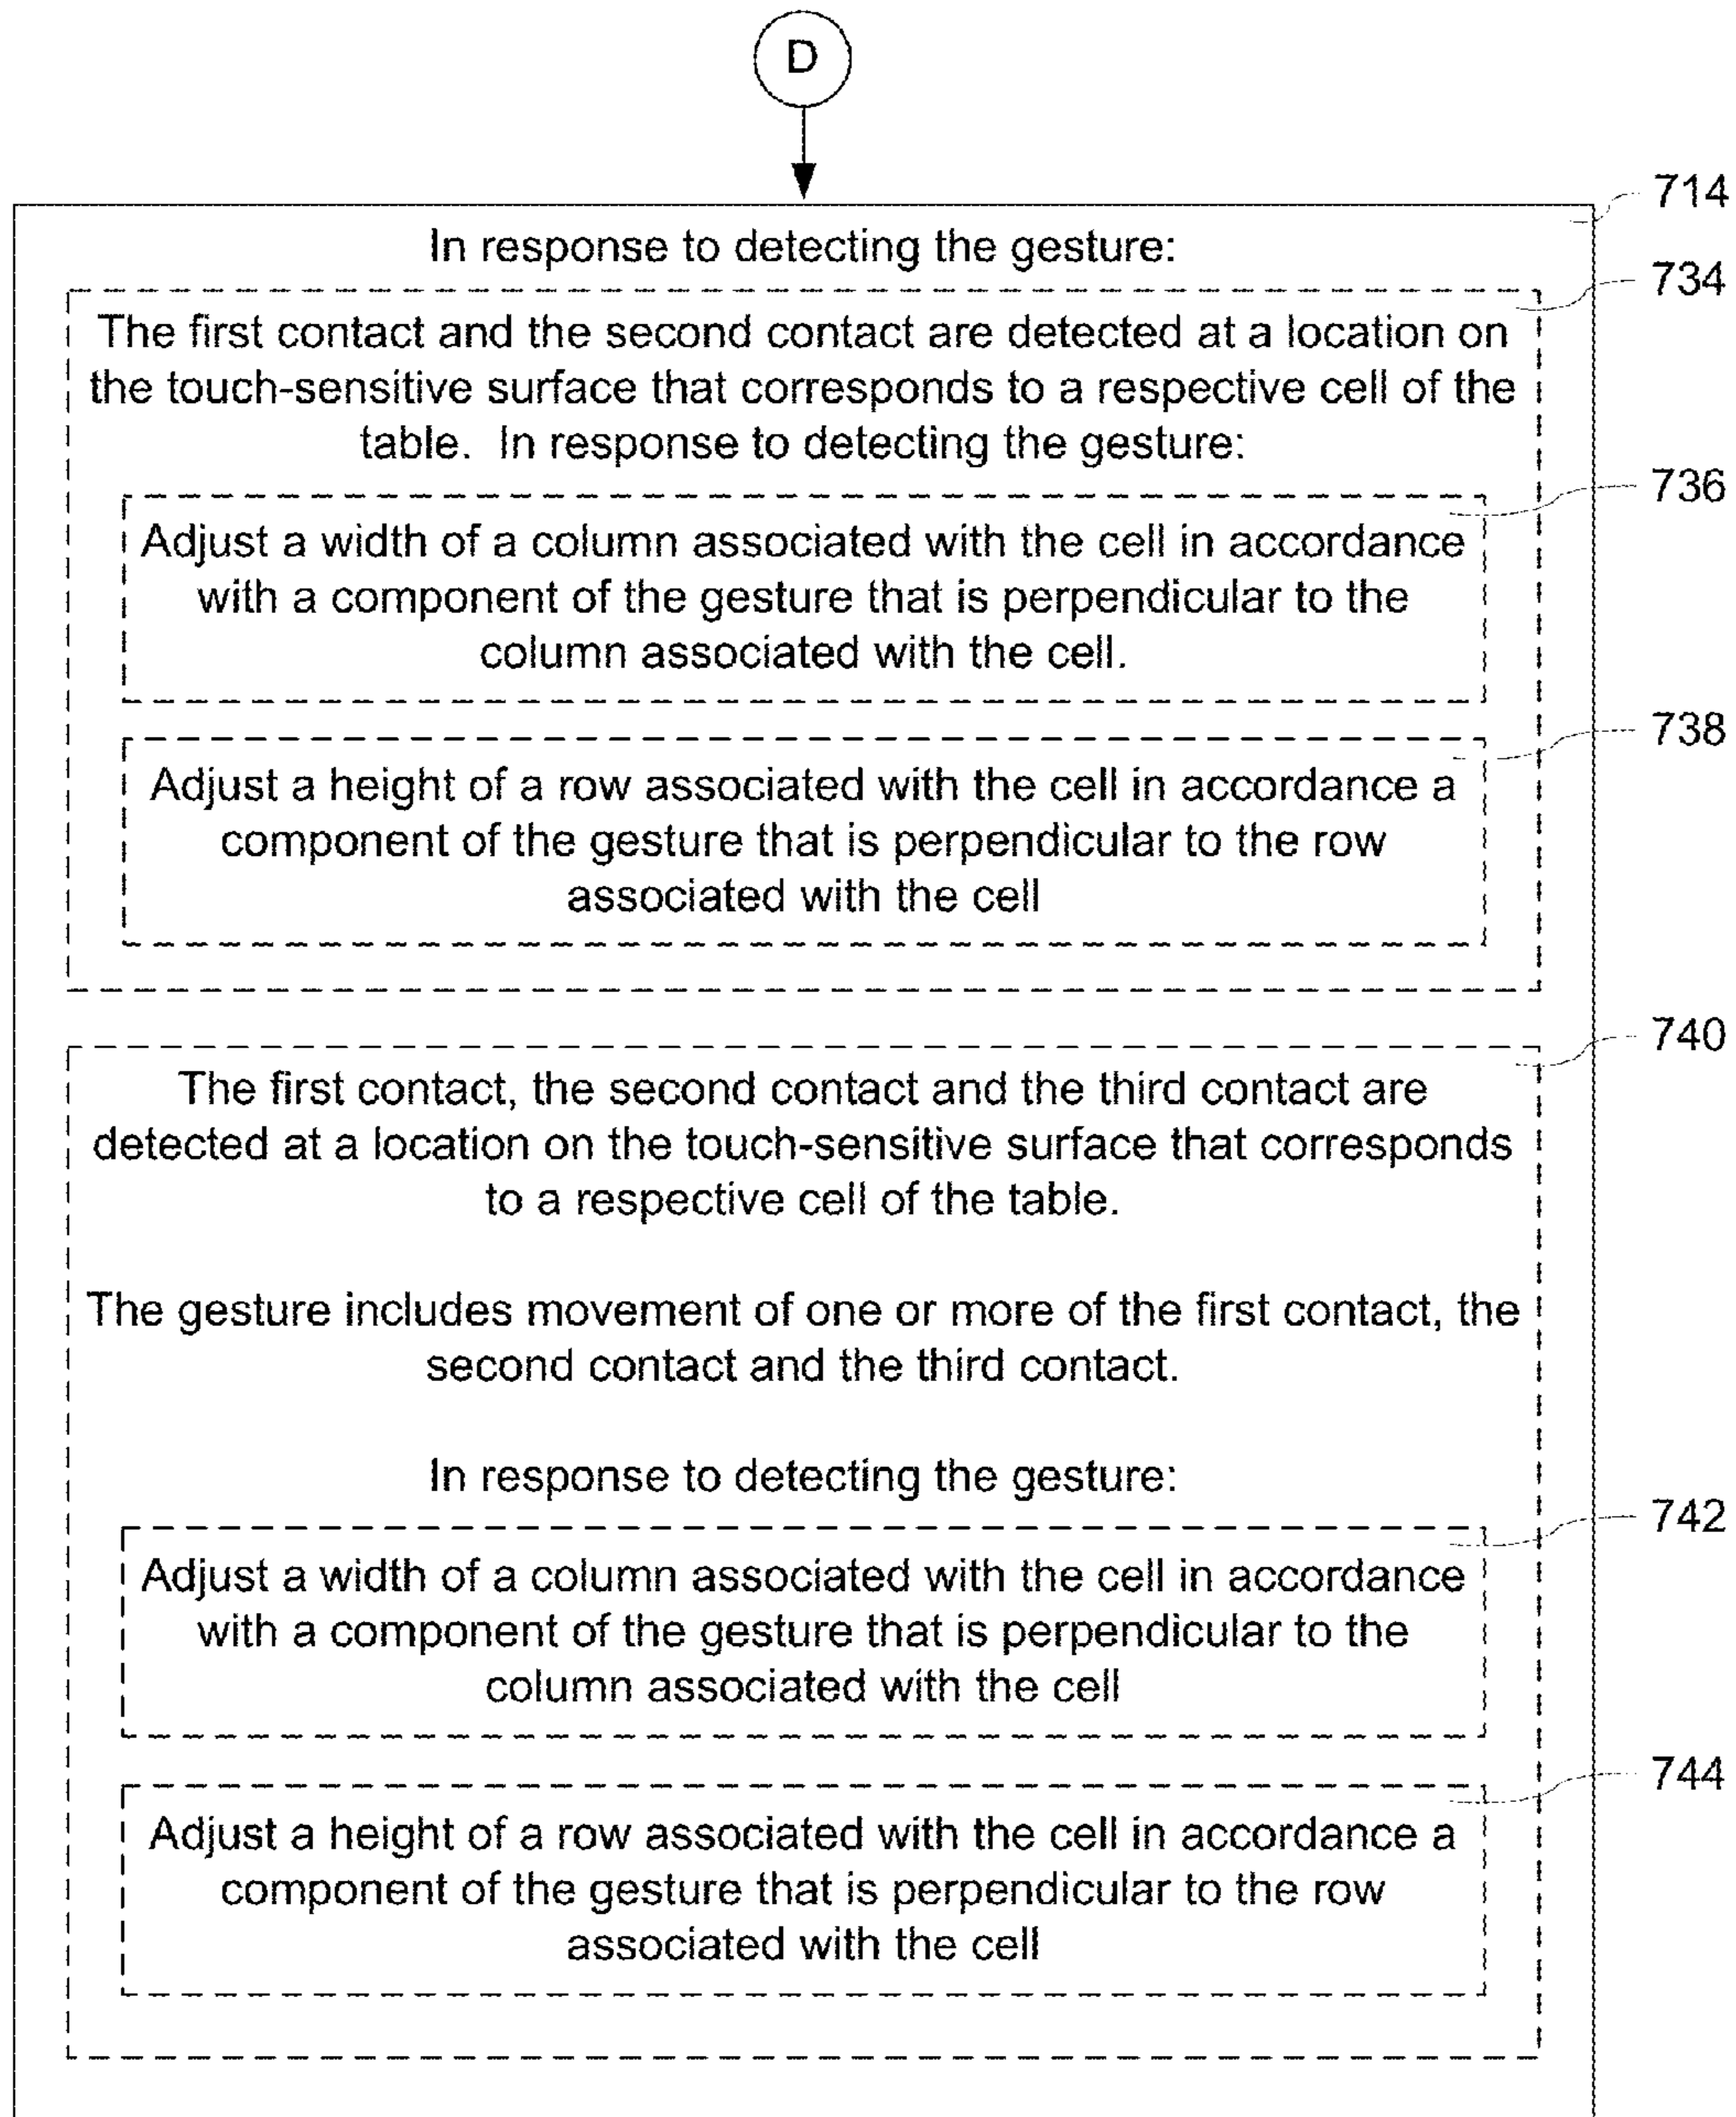 D
714
In response to detecting the gesture:
734
The first contact and the second contact are detected at a location on
the touch-sensitive surface that corresponds to a respective cell of the
table.  In response to detecting the gesture:
736
Adjust a width of a column associated with the cell in accordance
with a component of the gesture that is perpendicular to the
column associated with the cell.
738
Adjust a height of a row associated with the cell in accordance a
component of the gesture that is perpendicular to the row
associated with the cell
740
The first contact, the second contact and the third contact are
detected at a location on the touch-sensitive surface that corresponds
to a respective cell of the table.
The gesture includes movement of one or more of the first contact, the
second contact and the third contact.
In response to detecting the gesture:
742
Adjust a width of a column associated with the cell in accordance
with a component of the gesture that is perpendicular to the
column associated with the cell
744
Adjust a height of a row associated with the cell in accordance a
component of the gesture that is perpendicular to the row
associated with the cell